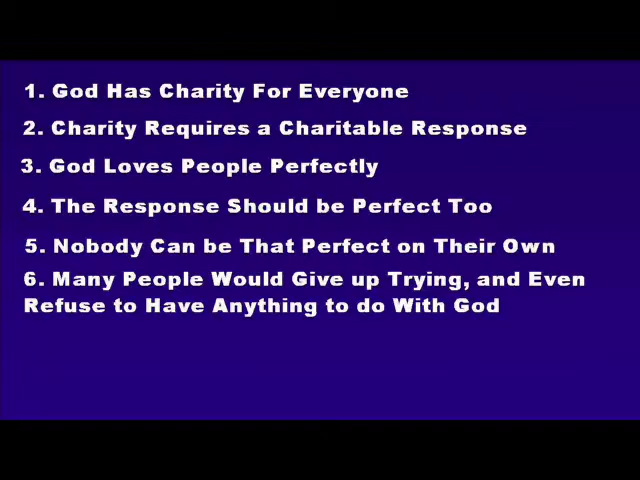 1. God Has Charity For Everyone
2. Charity Requires a Charitable Response
3. God Loves People Perfectly
4. The Response Should be Perfect Too
5. Nobody Can be That Perfect on Their Own
6. Many People Would Give up Trying, and Even
Refuse to Have Anything to do With God